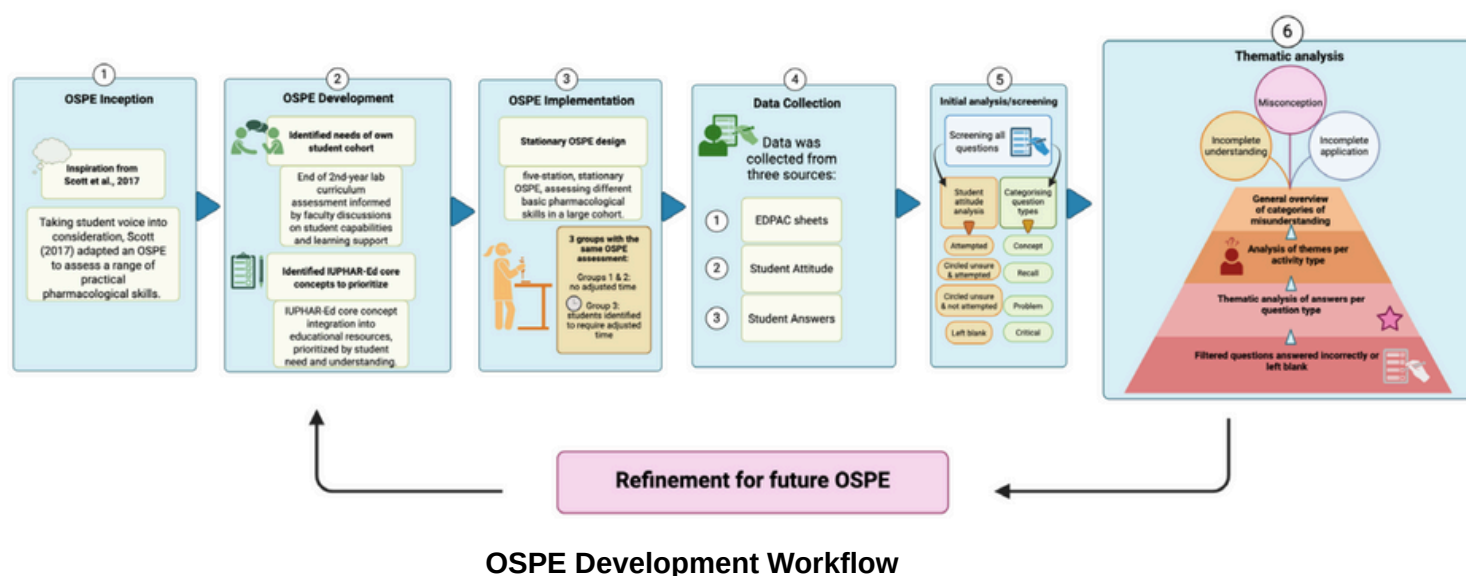 1
OSPE Inception
Inspiration from
Scott et al., 2017
Taking student voice into
consideration, Scott
(2017) adapted an OSPE
to assess a range of
practical
pharmacological skills.
2
OSPE Development
Identified needs of own
student cohort
End of 2nd-year lab
curriculum
assessment informed
by faculty discussions
on student capabilities
and learning support
Identified IUPHAR-Ed core
concepts to prioritize
IUPHAR-Ed core concept
integration into
educational resources,
prioritized by student
need and understanding.
3
OSPE Implementation
Stationary OSPE design
five-station, stationary
OSPE, assessing different
basic pharmacological
skills in a large cohort.
3 groups with the
same OSPE
assessment:
Groups 1 & 2:
no adjusted time
Group 3:
students identified
to require adjusted
time
4
Data Collection
Data was
collected from
three sources:
1
EDPAC sheets
2
Student Attitude
3
Student Answers
5
Initial analysis/screening
Screening all
questions
Student
attitude
analysis
Attempted
Circled unsure
& attempted
Circled unsure
& not attempted
Left blank
Categorising
question
types
Concept
Recall
Problem
Critical
6
Thematic analysis
Misconception
Incomplete
understanding
Incomplete
application
General overview
of categories of
misunderstanding
Analysis of themes per
activity type
Thematic analysis of answers per
question type
Filtered questions answered incorrectly or
left blank
Refinement for future OSPE
OSPE Development Workflow